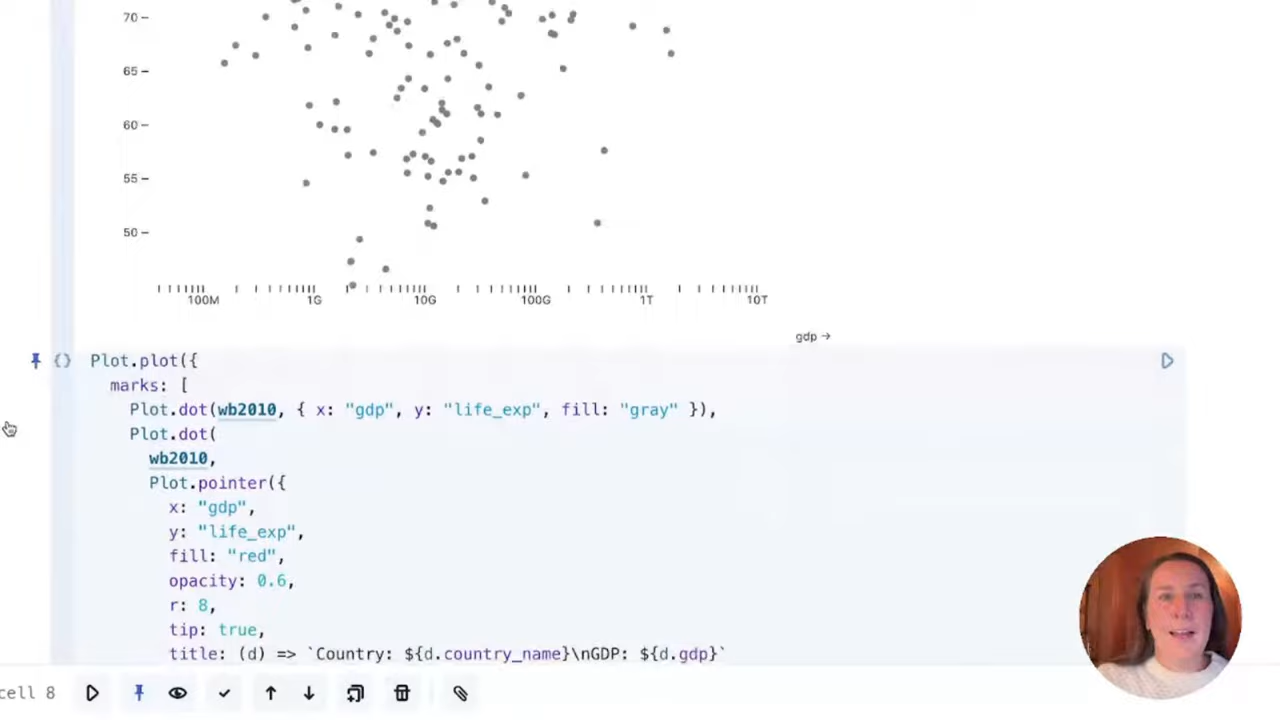 70
65
60
55
50
100M 1G 10G 100G 1T 10T
gdp →
Plot.plot({
marks: [
Plot.dot(wb2010, { x: "gdp", y: "life_exp", fill: "gray" }),
Plot.dot(
wb2010,
Plot.pointer({
x: "gdp",
y: "life_exp",
fill: "red",
opacity: 0.6,
r: 8,
tip: true,
title: (d) => `Country: ${d.country_name}\nGDP: ${d.gdp}`
cell 8